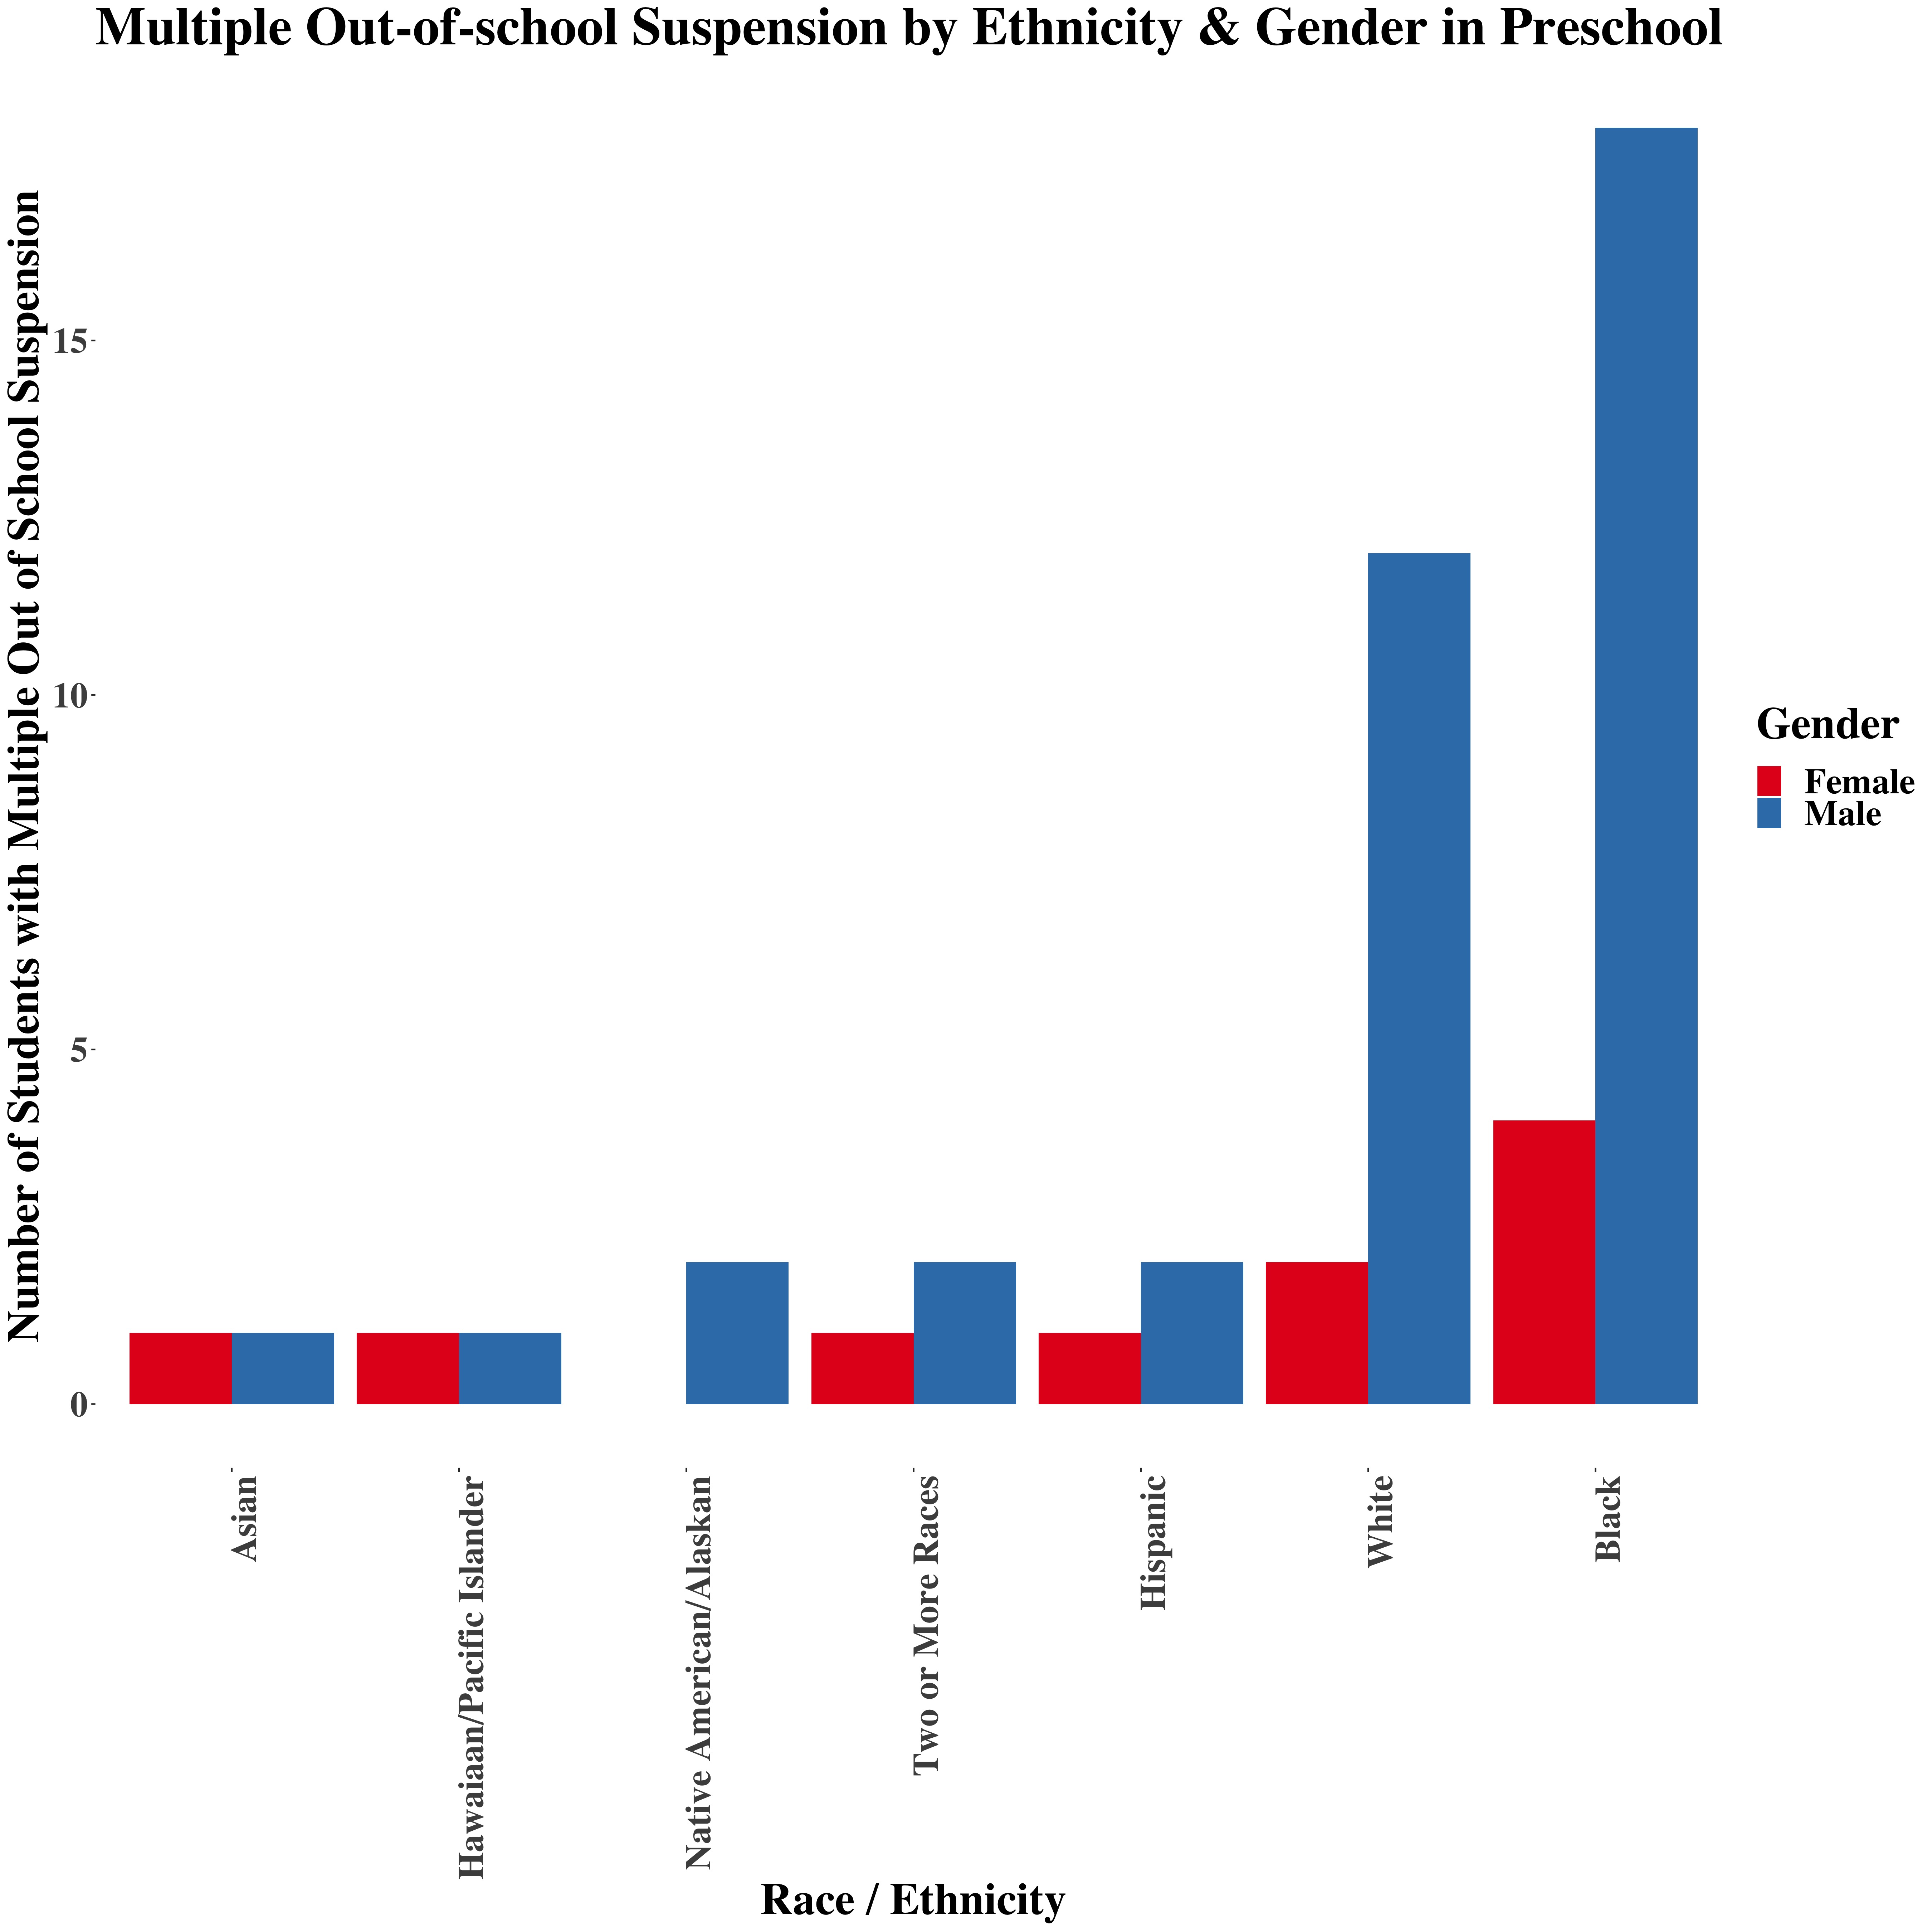 Multiple Out-of-school Suspension by Ethnicity & Gender in Preschool
Number of Students with Multiple Out of School Suspension
15
10
5
0
Gender
Female
Male
Asian
Hawaiaan/Pacific Islander
Native American/Alaskan
Two or More Races
Hispanic
White
Black
Race / Ethnicity